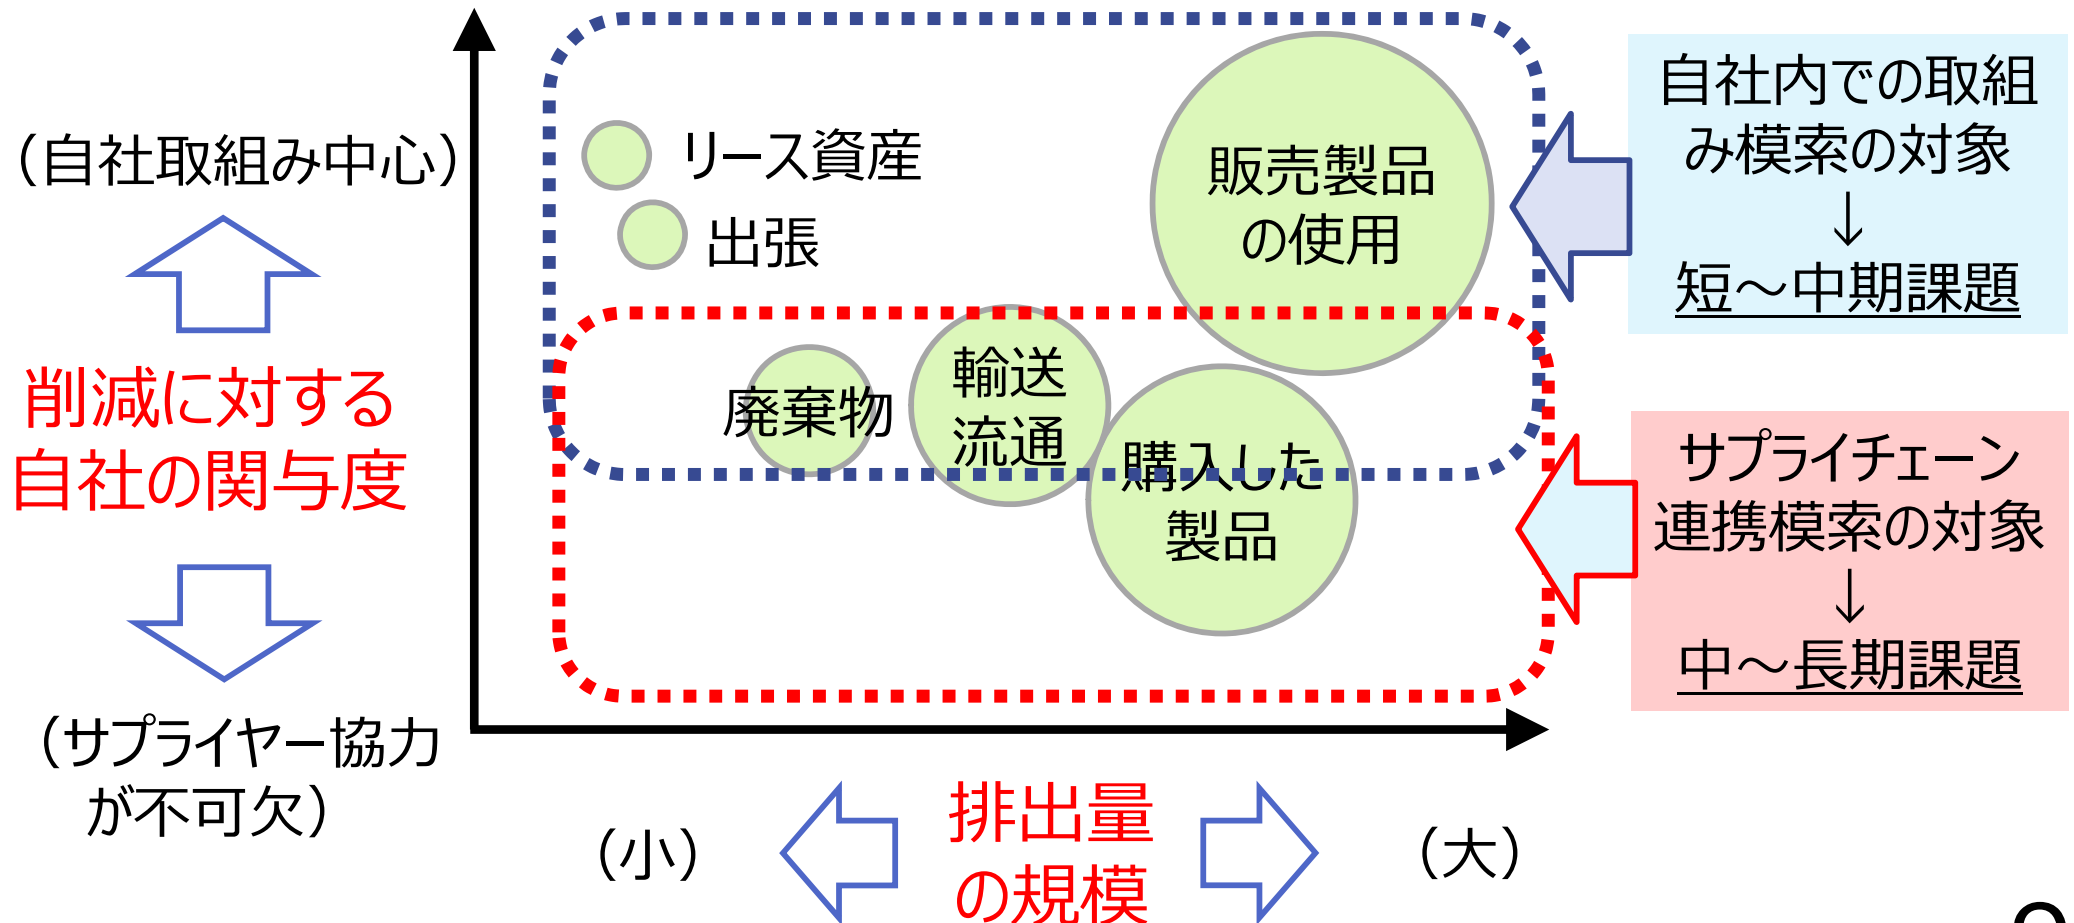 （自社取組み中心）
削減に対する
自社の関与度
（サプライヤー協力
が不可欠）
リース資産
出張
販売製品
の使用
廃棄物
輸送
流通
購入した
製品
（小）
排出量
の規模
（大）
自社内での取組
み模索の対象
↓
短～中期課題
サプライチェーン
連携模索の対象
↓
中～長期課題